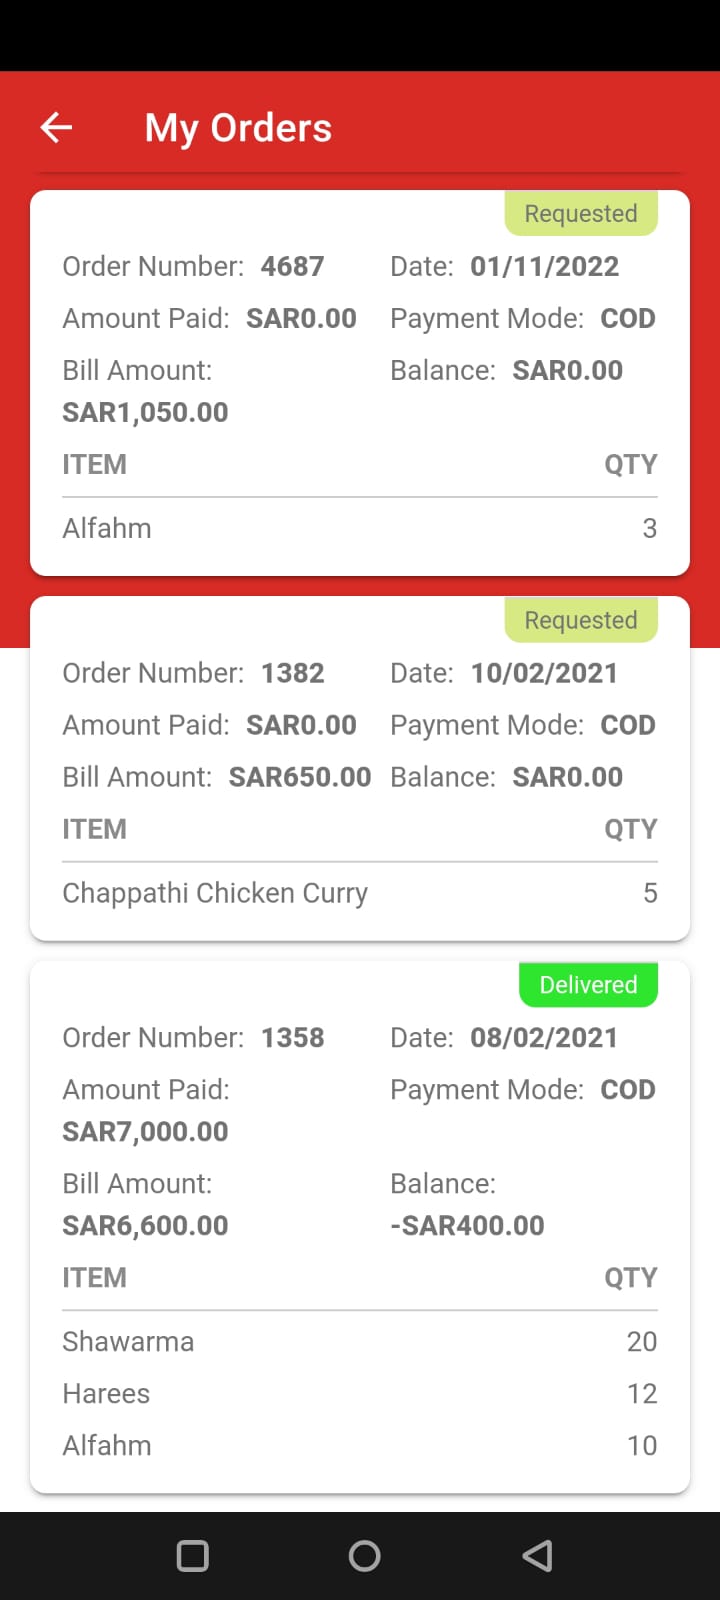 My Orders
Requested
Order Number: 4687 Date: 01/11/2022
Amount Paid: SAR0.00 Payment Mode: COD
Bill Amount: Balance: SAR0.00
SAR1,050.00
ITEM QTY
Alfahm 3
Requested
Order Number: 1382 Date: 10/02/2021
Amount Paid: SAR0.00 Payment Mode: COD
Bill Amount: SAR650.00 Balance: SAR0.00
ITEM QTY
Chappathi Chicken Curry 5
Delivered
Order Number: 1358 Date: 08/02/2021
Amount Paid: Payment Mode: COD
SAR7,000.00
Bill Amount: Balance:
SAR6,600.00 -SAR400.00
ITEM QTY
Shawarma 20
Harees 12
Alfahm 10